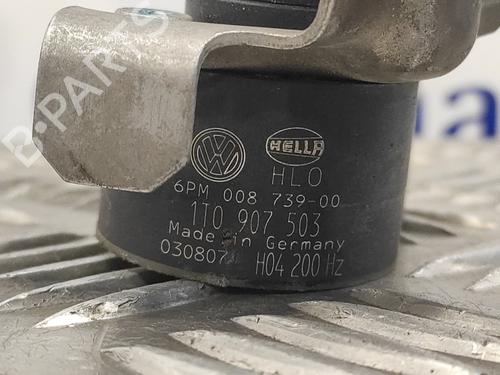 B-PARTS
HELLA
HLO
6PM 008 739-00
1T0 907 503
Made in Germany
030807
H04 200 Hz